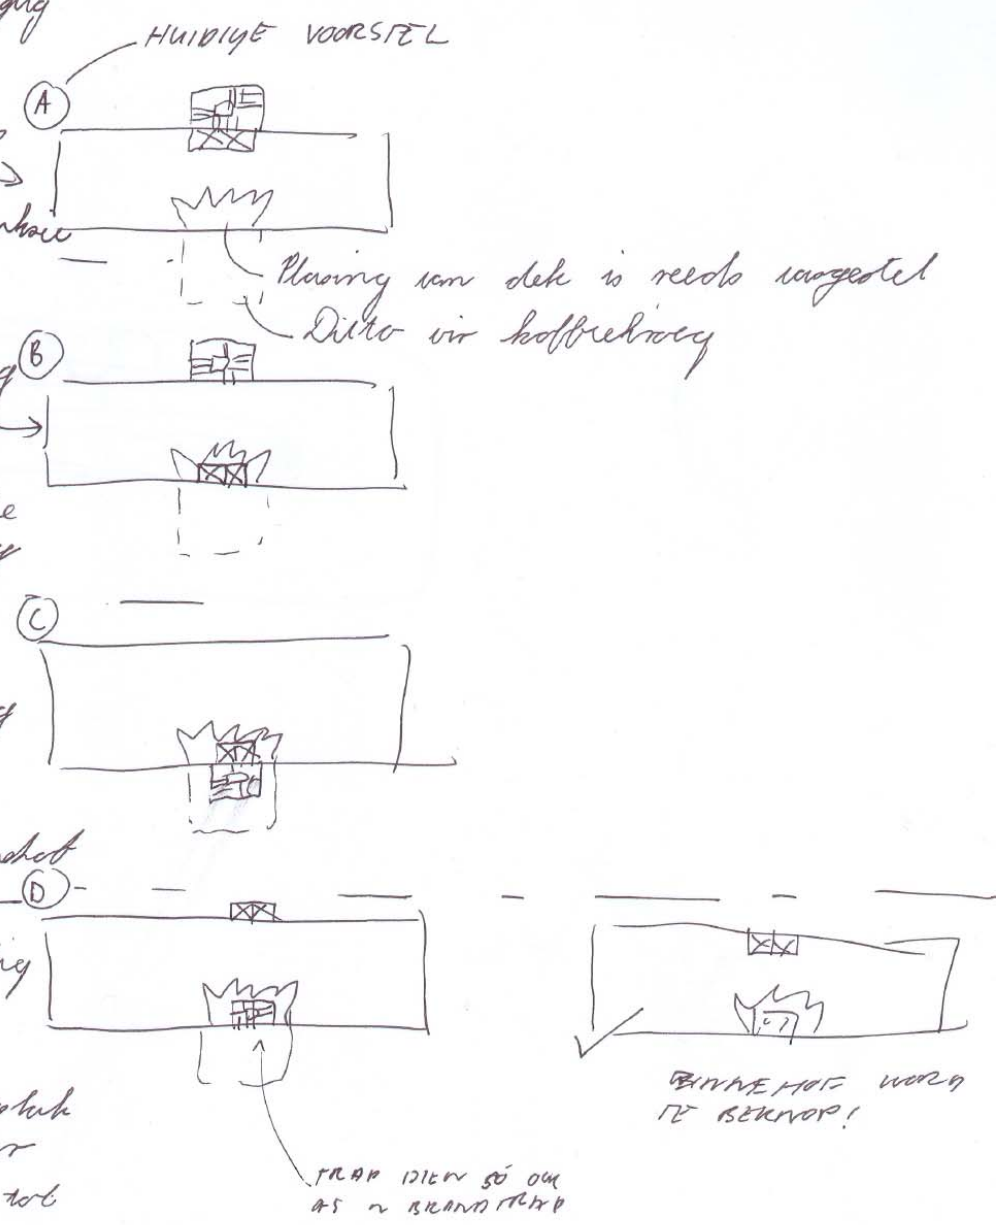 HUIDIGE VOORSTEL
A
Plasing van dek is reeds vasgestel
Ditto vir koffiekroeg
B
C
D
BINNEHOF WORD
TE BEKNOP!
TRAP DIEN SÓ OOK
AS 'N BRANDTRAP